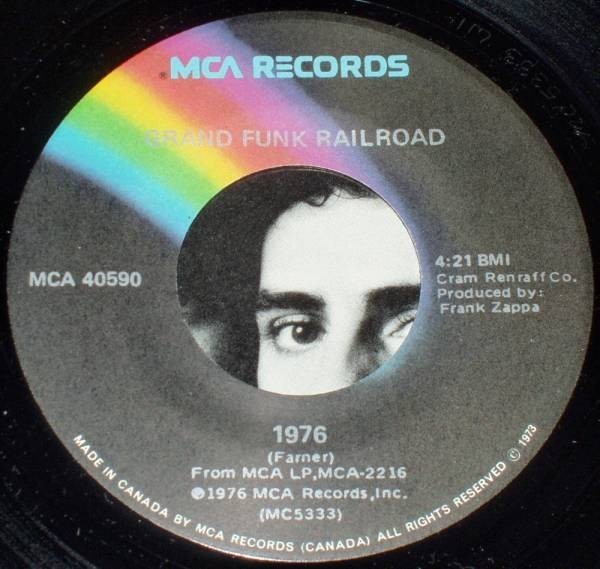 ® MCA RECORDS
GRAND FUNK RAILROAD
MCA 40590
4:21 BMI
Cram Renraff Co.
Produced by:
Frank Zappa
1976
(Farner)
From MCA LP,MCA-2216
℗1976 MCA Records,Inc.
(MC5333)
MADE IN CANADA BY MCA RECORDS (CANADA) ALL RIGHTS RESERVED © 1973